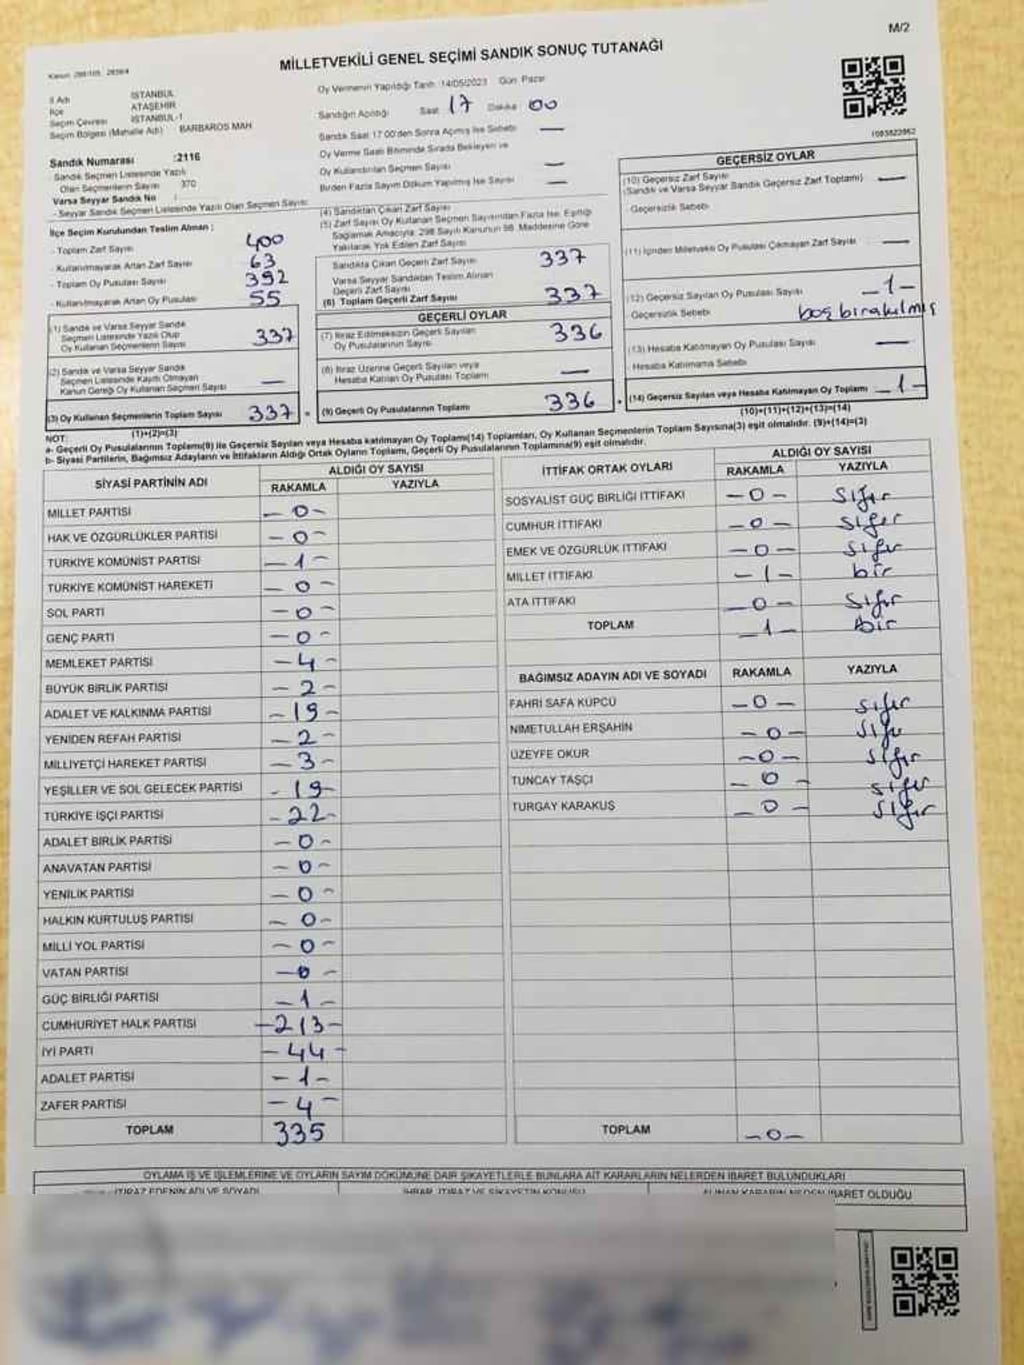 M/2
MİLLETVEKİLİ GENEL SEÇİMİ SANDIK SONUÇ TUTANAĞI
İl Adı İSTANBUL
İlçe ATAŞEHİR
Seçim Çevresi İSTANBUL-1
Seçim Bölgesi (Mahalle Adı) BARBAROS MAH
Sandık Numarası :2116
Sandık Seçmen Listesinde Yazılı
Olan Seçmenlerin Sayısı 370
Varsa Seyyar Sandık No :
- Seyyar Sandık Seçmen Listesinde Yazılı Olan Seçmen Sayısı
İlçe Seçim Kurulundan Teslim Alınan :
- Toplam Zarf Sayısı 400
- Kullanılmayarak Artan Zarf Sayısı 63
- Toplam Oy Pusulası Sayısı 392
- Kullanılmayarak Artan Oy Pusulası 55
(1) Sandık ve Varsa Seyyar Sandık
Seçmen Listesinde Yazılı Olup
Oy Kullanan Seçmenlerin Sayısı 337
(2) Sandık ve Varsa Seyyar Sandık
Seçmen Listesinde Kayıtlı Olmayan
Kanun Gereği Oy Kullanan Seçmen Sayısı —
(3) Oy Kullanan Seçmenlerin Toplam Sayısı 337 =
(1)+(2)=(3)
Oy Vermenin Yapıldığı Tarih :14/05/2023 Gün: Pazar
Sandığın Açıldığı Saat 17 Dakika 00
Sandık Saat 17:00'den Sonra Açılmış İse Sebebi —
Oy Verme Saati Bitiminde Sırada Bekleyen ve
Oy Kullandırılan Seçmen Sayısı —
Birden Fazla Sayım Döküm Yapılmış İse Sayısı —
(4) Sandıktan Çıkan Zarf Sayısı
(5) Zarf Sayısı Oy Kullanan Seçmen Sayısından Fazla İse, Eşitliği
Sağlamak Amacıyla; 298 Sayılı Kanunun 98. Maddesine Göre
Yakılarak Yok Edilen Zarf Sayısı
Sandıkta Çıkan Geçerli Zarf Sayısı 337
Varsa Seyyar Sandıktan Teslim Alınan
Geçerli Zarf Sayısı
(6) Toplam Geçerli Zarf Sayısı 337
GEÇERLİ OYLAR
(7) İtiraz Edilmeksizin Geçerli Sayılan
Oy Pusulalarının Sayısı 336
(8) İtiraz Üzerine Geçerli Sayılan veya
Hesaba Katılan Oy Pusulası Toplamı —
(9) Geçerli Oy Pusulalarının Toplamı 336 +
1083822962
GEÇERSİZ OYLAR
(10) Geçersiz Zarf Sayısı
(Sandık ve Varsa Seyyar Sandık Geçersiz Zarf Toplamı) —
- Geçersizlik Sebebi
(11) İçinden Milletvekili Oy Pusulası Çıkmayan Zarf Sayısı —
(12) Geçersiz Sayılan Oy Pusulası Sayısı -1-
- Geçersizlik Sebebi boş bırakılmış
(13) Hesaba Katılmayan Oy Pusulası Sayısı —
- Hesaba Katılmama Sebebi
(14) Geçersiz Sayılan veya Hesaba Katılmayan Oy Toplamı -1-
(10)+(11)+(12)+(13)=(14)
NOT:
a- Geçerli Oy Pusulalarının Toplamı(9) ile Geçersiz Sayılan veya Hesaba katılmayan Oy Toplamı(14) Toplamları, Oy Kullanan Seçmenlerin Toplam Sayısına(3) eşit olmalıdır. (9)+(14)=(3)
b- Siyasi Partilerin, Bağımsız Adayların ve İttifakların Aldığı Ortak Oyların Toplamı, Geçerli Oy Pusulalarının Toplamına(9) eşit olmalıdır.
SİYASİ PARTİNİN ADI
ALDIĞI OY SAYISI
RAKAMLA YAZIYLA
MİLLET PARTİSİ -0-
HAK VE ÖZGÜRLÜKLER PARTİSİ -0-
TÜRKİYE KOMÜNİST PARTİSİ -1-
TÜRKİYE KOMÜNİST HAREKETİ -0-
SOL PARTİ -0-
GENÇ PARTİ -0-
MEMLEKET PARTİSİ -4-
BÜYÜK BİRLİK PARTİSİ -2-
ADALET VE KALKINMA PARTİSİ -19-
YENİDEN REFAH PARTİSİ -2-
MİLLİYETÇİ HAREKET PARTİSİ -3-
YEŞİLLER VE SOL GELECEK PARTİSİ -19-
TÜRKİYE İŞÇİ PARTİSİ -22-
ADALET BİRLİK PARTİSİ -0-
ANAVATAN PARTİSİ -0-
YENİLİK PARTİSİ -0-
HALKIN KURTULUŞ PARTİSİ -0-
MİLLİ YOL PARTİSİ -0-
VATAN PARTİSİ -0-
GÜÇ BİRLİĞİ PARTİSİ -1-
CUMHURİYET HALK PARTİSİ -213-
İYİ PARTİ -44-
ADALET PARTİSİ -1-
ZAFER PARTİSİ -4-
TOPLAM 335
İTTİFAK ORTAK OYLARI
ALDIĞI OY SAYISI
RAKAMLA YAZIYLA
SOSYALİST GÜÇ BİRLİĞİ İTTİFAKI -0- sıfır
CUMHUR İTTİFAKI -0- sıfır
EMEK VE ÖZGÜRLÜK İTTİFAKI -0- sıfır
MİLLET İTTİFAKI -1- bir
ATA İTTİFAKI -0- sıfır
TOPLAM -1- bir
BAĞIMSIZ ADAYIN ADI VE SOYADI RAKAMLA YAZIYLA
FAHRİ SAFA KÜPCÜ -0- sıfır
NİMETULLAH ERŞAHİN -0- sıfır
ÜZEYFE OKUR -0- sıfır
TUNCAY TAŞÇI -0- sıfır
TURGAY KARAKUŞ -0- sıfır
TOPLAM -0-
OYLAMA İŞ VE İŞLEMLERİNE VE OYLARIN SAYIM DÖKÜMÜNE DAİR ŞİKAYETLERLE BUNLARA AİT KARARLARIN NELERDEN İBARET BULUNDUKLARI